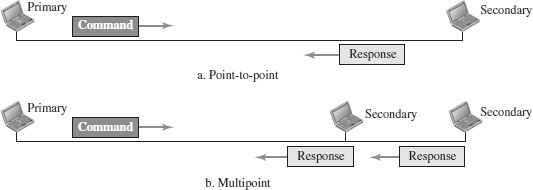 Primary
Secondary
Command
Response
a. Point-to-point
Primary
Secondary
Secondary
Command
Response
Response
b. Multipoint